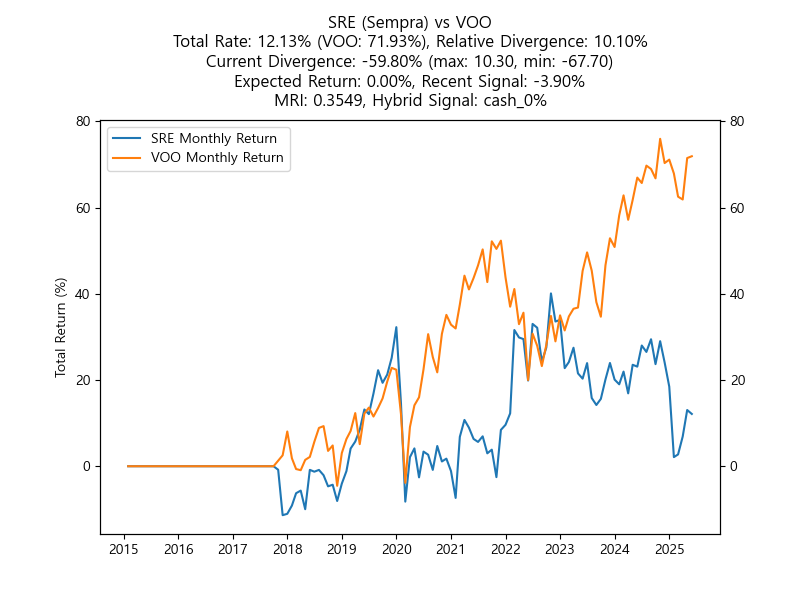 SRE (Sempra) vs VOO
Total Rate: 12.13% (VOO: 71.93%), Relative Divergence: 10.10%
Current Divergence: -59.80% (max: 10.30, min: -67.70)
Expected Return: 0.00%, Recent Signal: -3.90%
MRI: 0.3549, Hybrid Signal: cash_0%
SRE Monthly Return
VOO Monthly Return
Total Return (%)
80 80
60 60
40 40
20 20
0 0
2015 2016 2017 2018 2019 2020 2021 2022 2023 2024 2025